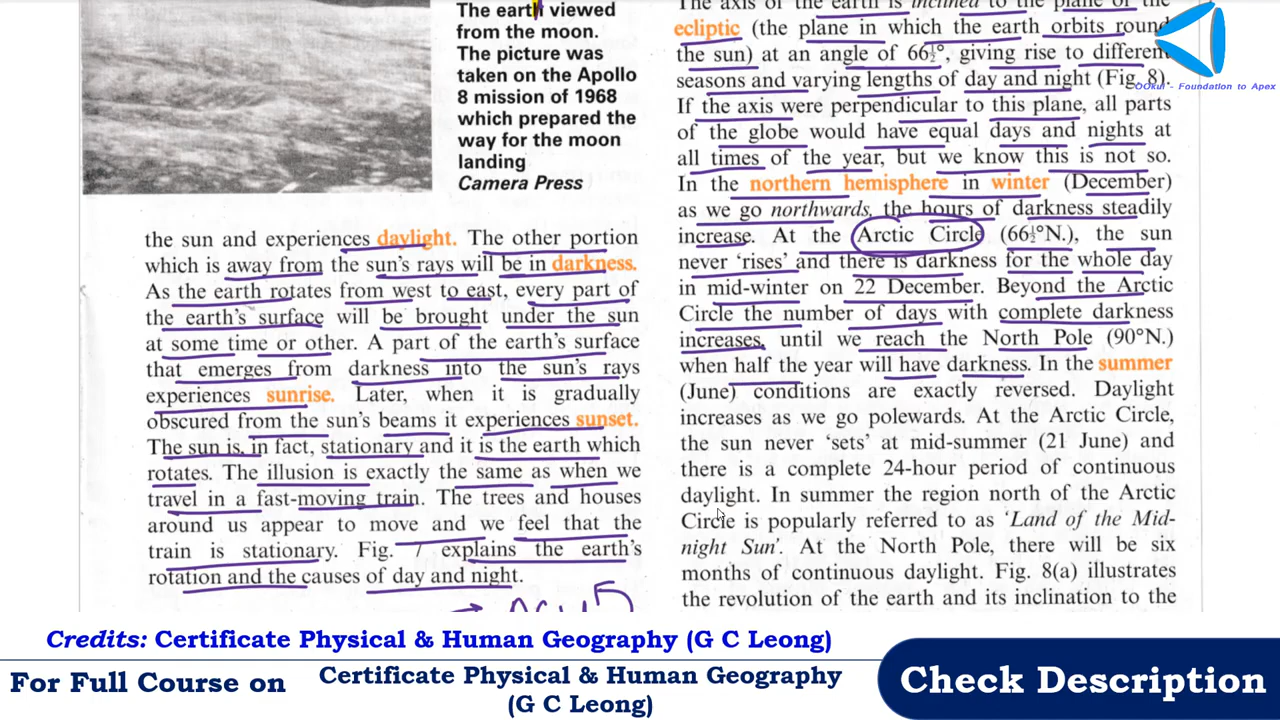 The earth viewed
from the moon.
The picture was
taken on the Apollo
8 mission of 1968
which prepared the
way for the moon
landing
Camera Press
the sun and experiences daylight. The other portion
which is away from the sun's rays will be in darkness.
As the earth rotates from west to east, every part of
the earth's surface will be brought under the sun
at some time or other. A part of the earth's surface
that emerges from darkness into the sun's rays
experiences sunrise. Later, when it is gradually
obscured from the sun's beams it experiences sunset.
The sun is, in fact, stationary and it is the earth which
rotates. The illusion is exactly the same as when we
travel in a fast-moving train. The trees and houses
around us appear to move and we feel that the
train is stationary. Fig. 7 explains the earth's
rotation and the causes of day and night.
The axis of the earth is inclined to the plane of the
ecliptic (the plane in which the earth orbits round
the sun) at an angle of 66½°, giving rise to different
seasons and varying lengths of day and night (Fig. 8).
If the axis were perpendicular to this plane, all parts
of the globe would have equal days and nights at
all times of the year, but we know this is not so.
In the northern hemisphere in winter (December)
as we go northwards, the hours of darkness steadily
increase. At the Arctic Circle (66½°N.), the sun
never 'rises' and there is darkness for the whole day
in mid-winter on 22 December. Beyond the Arctic
Circle the number of days with complete darkness
increases, until we reach the North Pole (90°N.)
when half the year will have darkness. In the summer
(June) conditions are exactly reversed. Daylight
increases as we go polewards. At the Arctic Circle,
the sun never 'sets' at mid-summer (21 June) and
there is a complete 24-hour period of continuous
daylight. In summer the region north of the Arctic
Circle is popularly referred to as 'Land of the Mid-
night Sun'. At the North Pole, there will be six
months of continuous daylight. Fig. 8(a) illustrates
the revolution of the earth and its inclination to the
- Foundation to Apex
Credits: Certificate Physical & Human Geography (G C Leong)
For Full Course on
Certificate Physical & Human Geography
(G C Leong)
Check Description